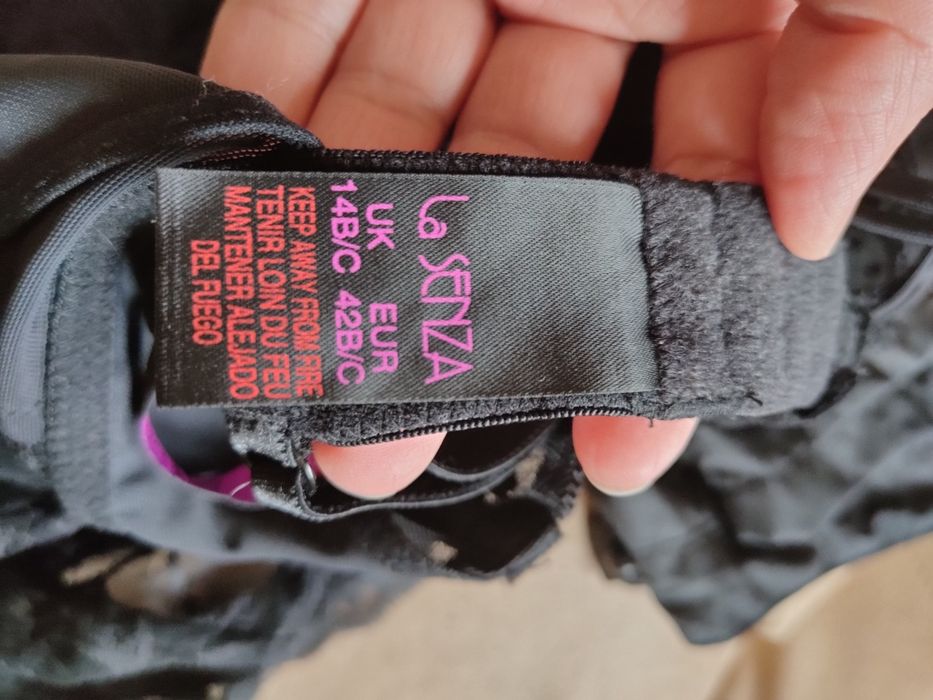 La SENZA
UK EUR
14B/C 42B/C
KEEP AWAY FROM FIRE
TENIR LOIN DU FEU
MANTENER ALEJADO
DEL FUEGO